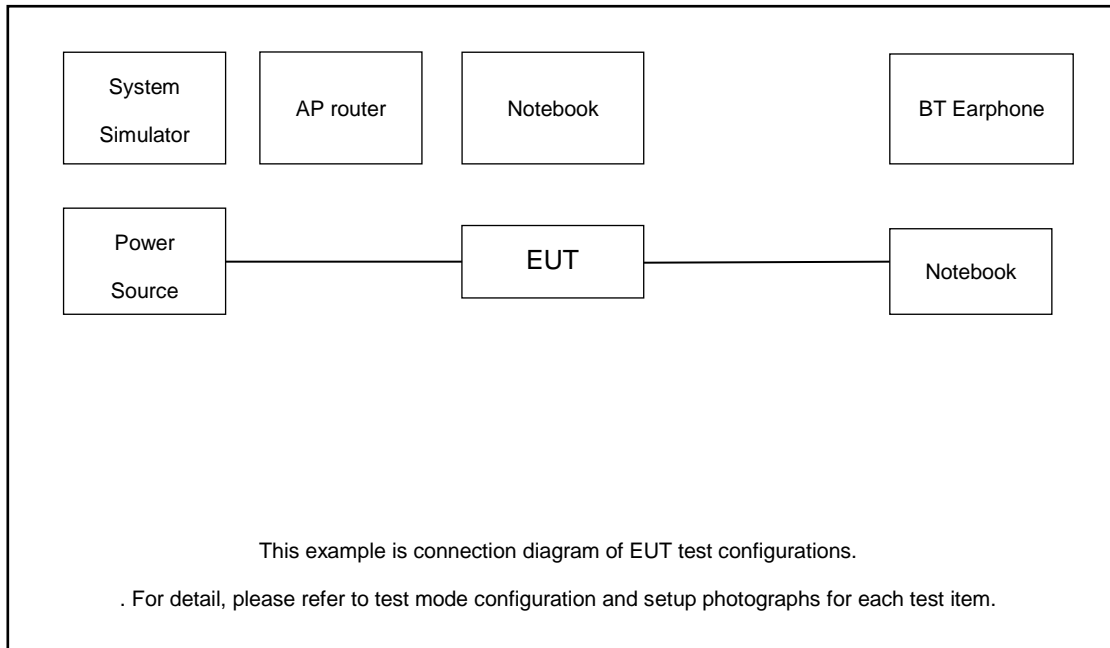 System
Simulator
AP router
Notebook
BT Earphone
Power
Source
EUT
Notebook
This example is connection diagram of EUT test configurations.
. For detail, please refer to test mode configuration and setup photographs for each test item.